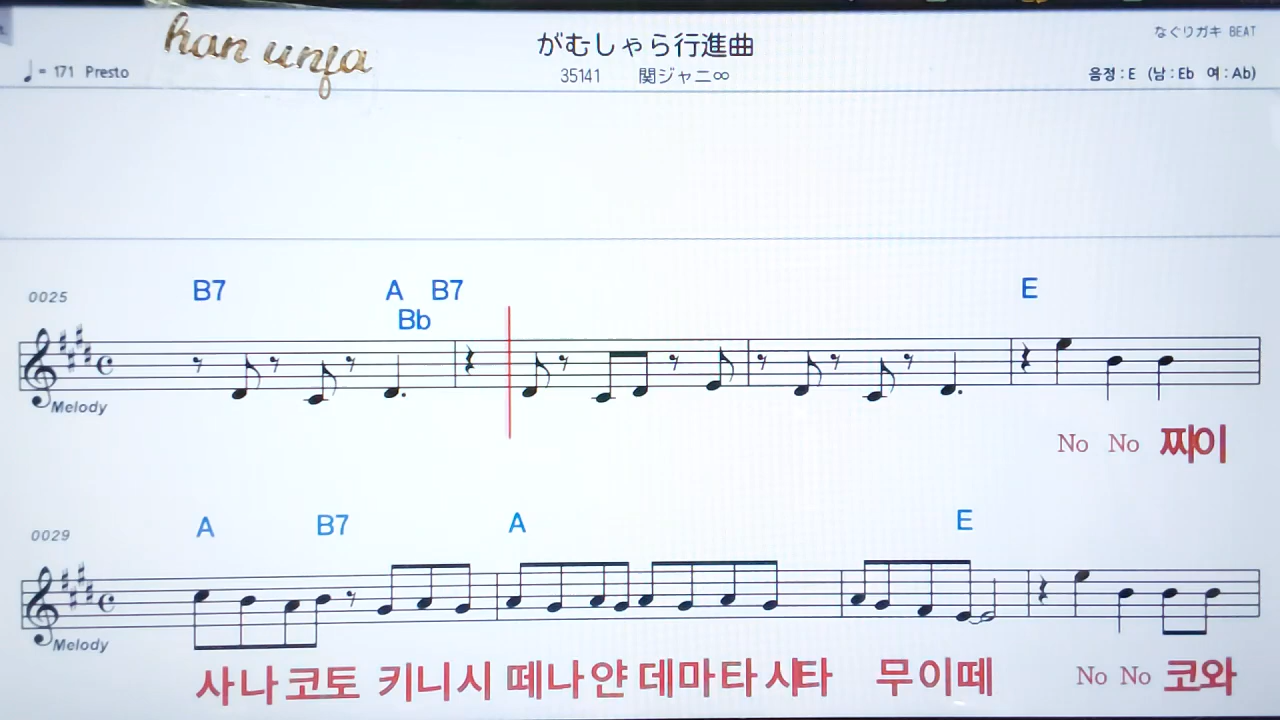 han unja
がむしゃら行進曲
なぐりガキ BEAT
♩= 171 Presto
35141 関ジャニ∞
음정 : E (남 : Eb 여 : Ab)
0025 B7 A B7 E
Bb
Melody
No No 찌이
0029 A B7 A E
Melody
사나 코토 키니시 떼나얀 데마타 시타 무이떼 No No 코와